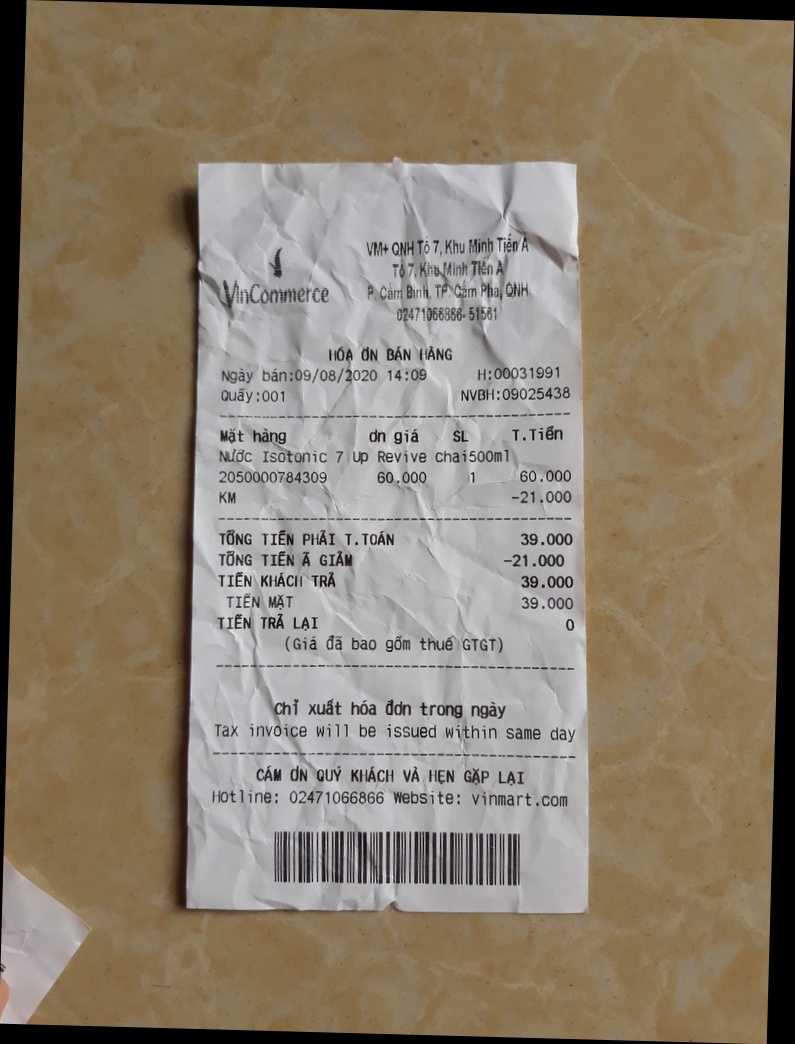 VinCommerce
VM+ QNH Tổ 7, Khu Minh Tiến A
Tổ 7, Khu Minh Tiến A
P. Cẩm Bình, TP. Cẩm Phả, QNH
02471066866-51561
HÓA ƠN BÁN HÀNG
Ngày bán:09/08/2020 14:09 H:00031991
Quầy:001 NVBH:09025438
Mặt hàng ơn giá SL T.Tiền
Nước Isotonic 7 Up Revive chai500ml
2050000784309 60.000 1 60.000
KM -21.000
TỔNG TIỀN PHẢI T.TOÁN 39.000
TỔNG TIỀN Ã GIẢM -21.000
TIỀN KHÁCH TRẢ 39.000
TIỀN MẶT 39.000
TIỀN TRẢ LẠI 0
(Giá đã bao gồm thuế GTGT)
Chỉ xuất hóa đơn trong ngày
Tax invoice will be issued within same day
CẢM ƠN QUÝ KHÁCH VÀ HẸN GẶP LẠI
Hotline: 02471066866 Website: vinmart.com